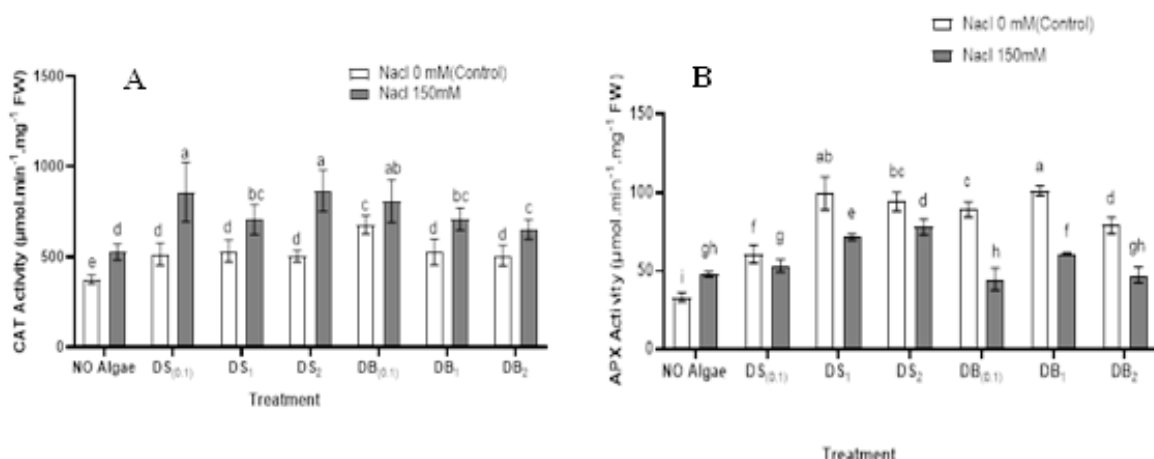 A
Nacl 0 mM(Control)
Nacl 150mM
CAT Activity (µmol.min⁻¹.mg⁻¹ FW)
1500
1000
500
0
e d d a d bc d a c ab d bc d c
NO Algae DS(0.1) DS₁ DS₂ DB(0.1) DB₁ DB₂
Treatment
B
Nacl 0 mM(Control)
Nacl 150mM
APX Activity (µmol.min⁻¹.mg⁻¹ FW)
150
100
50
0
i gh f g ab e bc d c h a f d gh
NO Algae DS(0.1) DS₁ DS₂ DB(0.1) DB₁ DB₂
Treatment